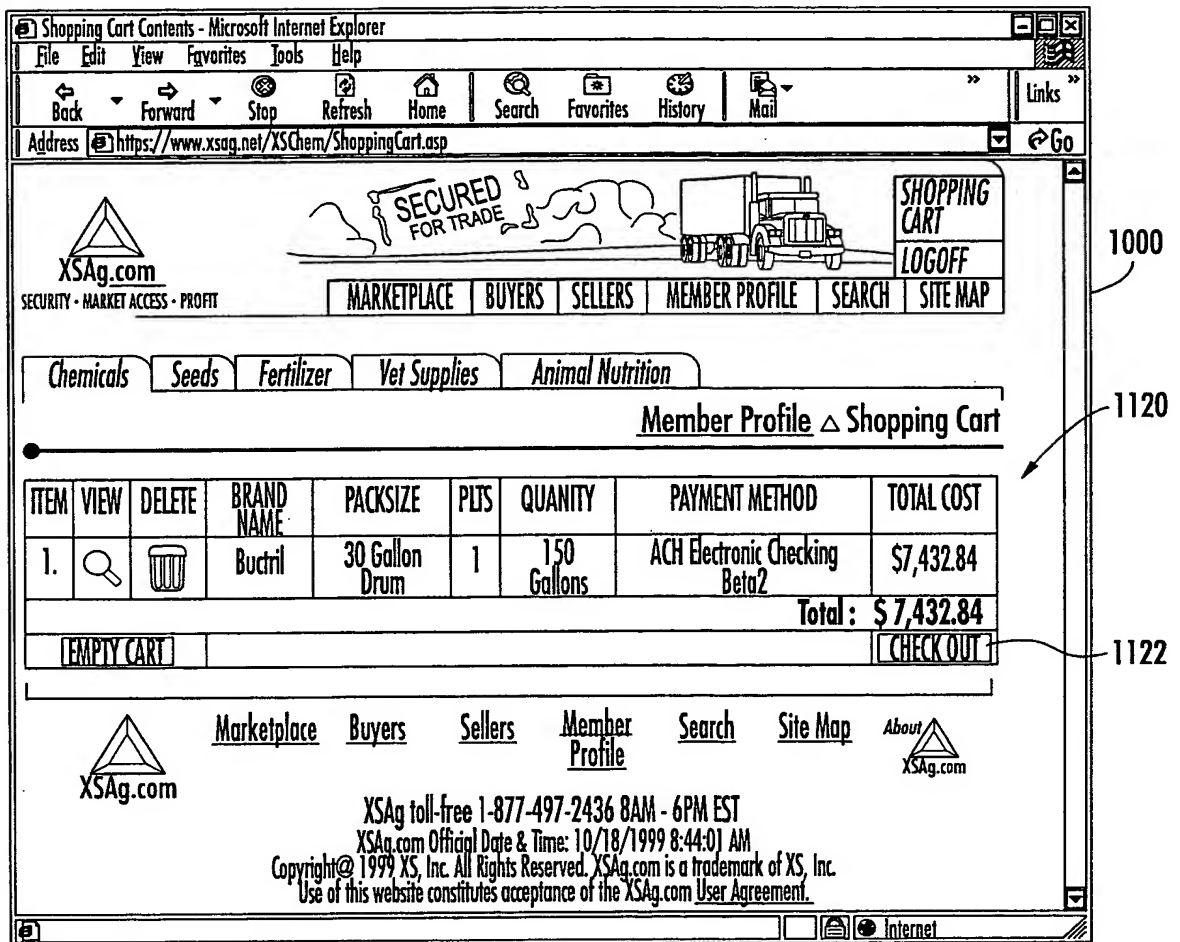 Shopping Cart Contents - Microsoft Internet Explorer
File Edit View Favorites Tools Help
Back Forward Stop Refresh Home Search Favorites History Mail » Links »
Address https://www.xsag.net/XSChem/ShoppingCart.asp Go
SECURED
FOR TRADE
SHOPPING
CART
LOGOFF
XSAg.com
SECURITY · MARKET ACCESS · PROFIT
MARKETPLACE BUYERS SELLERS MEMBER PROFILE SEARCH SITE MAP
1000
Chemicals Seeds Fertilizer Vet Supplies Animal Nutrition
Member Profile △ Shopping Cart
1120
ITEM VIEW DELETE BRAND NAME PACKSIZE PLTS QUANITY PAYMENT METHOD TOTAL COST
1. Buctril 30 Gallon Drum 1 150 Gallons ACH Electronic Checking Beta2 $7,432.84
Total : $ 7,432.84
EMPTY CART CHECK OUT
1122
Marketplace Buyers Sellers Member Profile Search Site Map About XSAg.com
XSAg.com
XSAg toll-free 1-877-497-2436 8AM - 6PM EST
XSAg.com Official Date & Time: 10/18/1999 8:44:01 AM
Copyright@ 1999 XS, Inc. All Rights Reserved. XSAg.com is a trademark of XS, Inc.
Use of this website constitutes acceptance of the XSAg.com User Agreement.
Internet